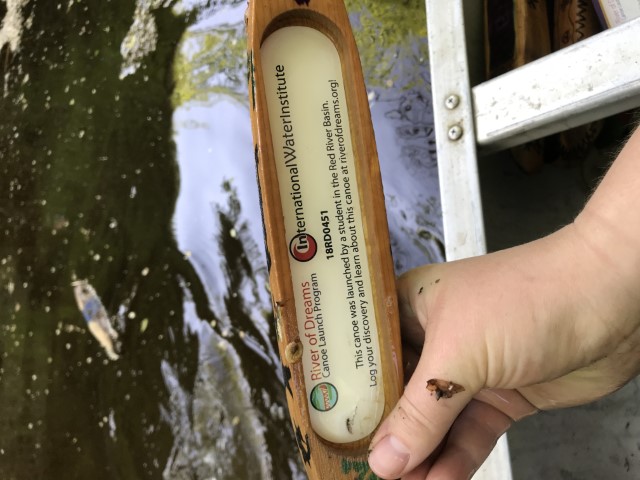 River of Dreams
Canoe Launch Program
InternationalWaterInstitute
18RD0451
This canoe was launched by a student in the Red River Basin.
Log your discovery and learn about this canoe at riverofdreams.org!